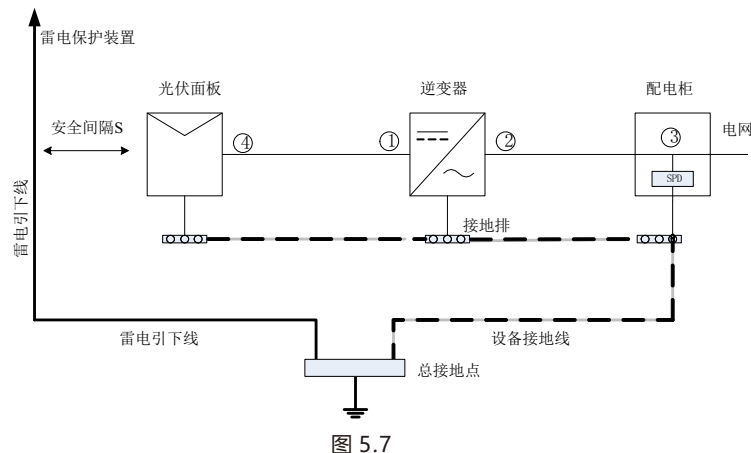 雷电保护装置
光伏面板
逆变器
配电柜
安全间隔S
④
①
②
③
电网
SPD
雷电引下线
接地排
雷电引下线
设备接地线
总接地点
图 5.7